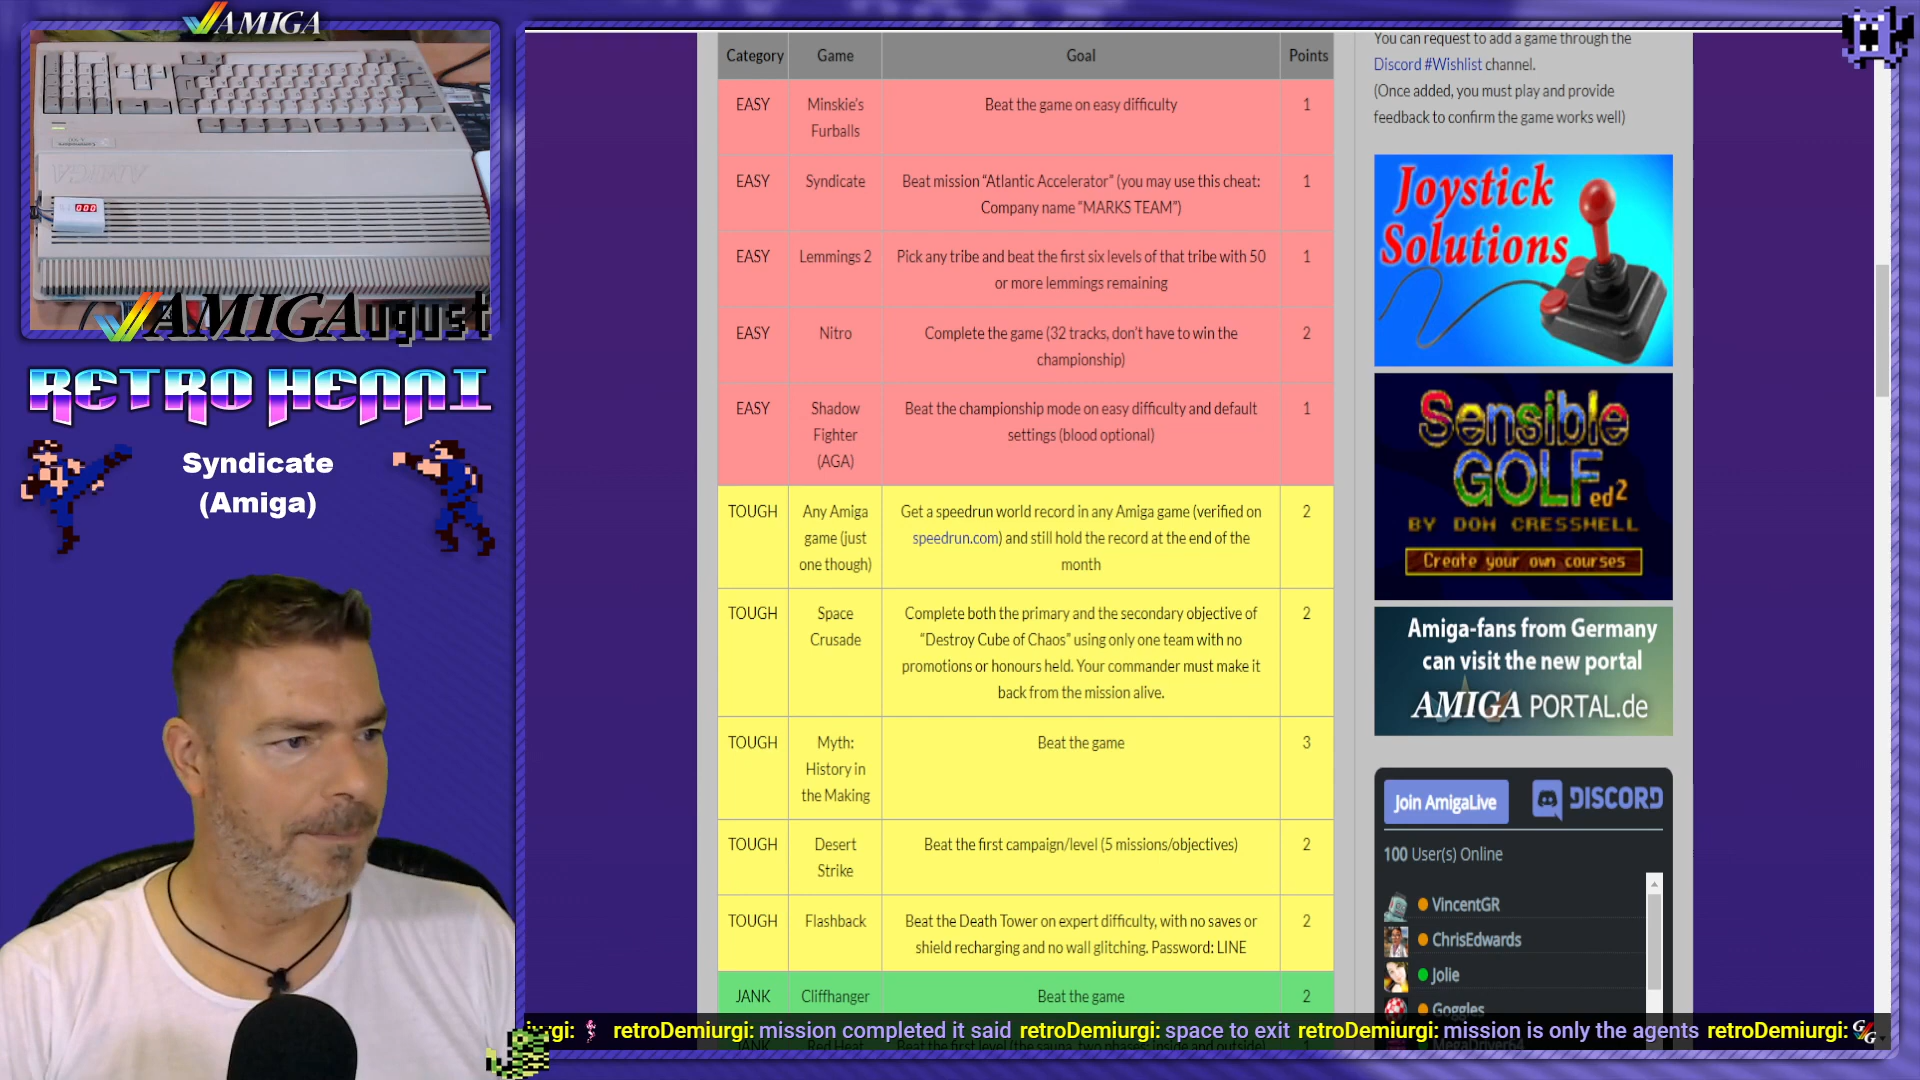 AMIGA
AMIGA
000
AMIGAugust
RETRO HENNI
Syndicate
(Amiga)
Category Game Goal Points
EASY Minskie's Furballs Beat the game on easy difficulty 1
EASY Syndicate Beat mission “Atlantic Accelerator” (you may use this cheat: Company name “MARKS TEAM”) 1
EASY Lemmings 2 Pick any tribe and beat the first six levels of that tribe with 50 or more lemmings remaining 1
EASY Nitro Complete the game (32 tracks, don't have to win the championship) 2
EASY Shadow Fighter (AGA) Beat the championship mode on easy difficulty and default settings (blood optional) 1
TOUGH Any Amiga game (just one though) Get a speedrun world record in any Amiga game (verified on speedrun.com) and still hold the record at the end of the month 2
TOUGH Space Crusade Complete both the primary and the secondary objective of “Destroy Cube of Chaos” using only one team with no promotions or honours held. Your commander must make it back from the mission alive. 2
TOUGH Myth: History in the Making Beat the game 3
TOUGH Desert Strike Beat the first campaign/level (5 missions/objectives) 2
TOUGH Flashback Beat the Death Tower on expert difficulty, with no saves or shield recharging and no wall glitching. Password: LINE 2
JANK Cliffhanger Beat the game 2
You can request to add a game through the
Discord #Wishlist channel.
(Once added, you must play and provide
feedback to confirm the game works well)
Joystick
Solutions
Sensible
GOLF ed2
BY DOH CRESSWELL
Create your own courses
Amiga-fans from Germany
can visit the new portal
AMIGA PORTAL.de
Join AmigaLive DISCORD
100 User(s) Online
VincentGR
ChrisEdwards
Jolie
Goggles
retroDemiurgi: mission completed it said retroDemiurgi: space to exit retroDemiurgi: mission is only the agents retroDemiurgi: